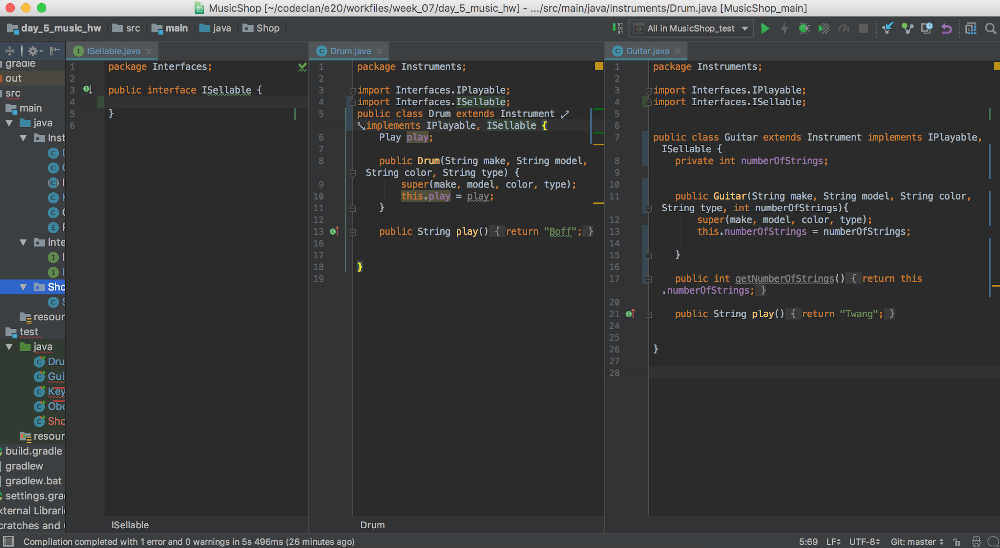 MusicShop [~/codeclan/e20/workfiles/week_07/day_5_music_hw] - .../src/main/java/Instruments/Drum.java [MusicShop_main]
day_5_music_hw src main java Shop
All in MusicShop_test
gradle
out
src
main
java
Inst
Inte
Sho
resour
test
java
Dru
Guit
Key
Obo
Sho
resour
build.gradle
gradlew
gradlew.bat
settings.grad
xternal Librarie
cratches and
ISellable.java
1 package Interfaces;
2
3 public interface ISellable {
4
5 }
6
ISellable
Drum.java
1 package Instruments;
2
3 import Interfaces.IPlayable;
4 import Interfaces.ISellable;
5 public class Drum extends Instrument
implements IPlayable, ISellable {
6 Play play;
7
8 public Drum(String make, String model,
String color, String type) {
9 super(make, model, color, type);
10 this.play = play;
11 }
12
13 public String play() { return "Boff"; }
16
17
18 }
19
Drum
Guitar.java
1 package Instruments;
2
3 import Interfaces.IPlayable;
4 import Interfaces.ISellable;
5
6
7 public class Guitar extends Instrument implements IPlayable,
ISellable {
8 private int numberOfStrings;
9
10
11 public Guitar(String make, String model, String color,
String type, int numberOfStrings){
12 super(make, model, color, type);
13 this.numberOfStrings = numberOfStrings;
14
15 }
16
17 public int getNumberOfStrings() { return this
.numberOfStrings; }
20
21 public String play() { return "Twang"; }
24
25
26 }
27
28
Compilation completed with 1 error and 0 warnings in 5s 496ms (26 minutes ago)
5:69 LF UTF-8 Git: master